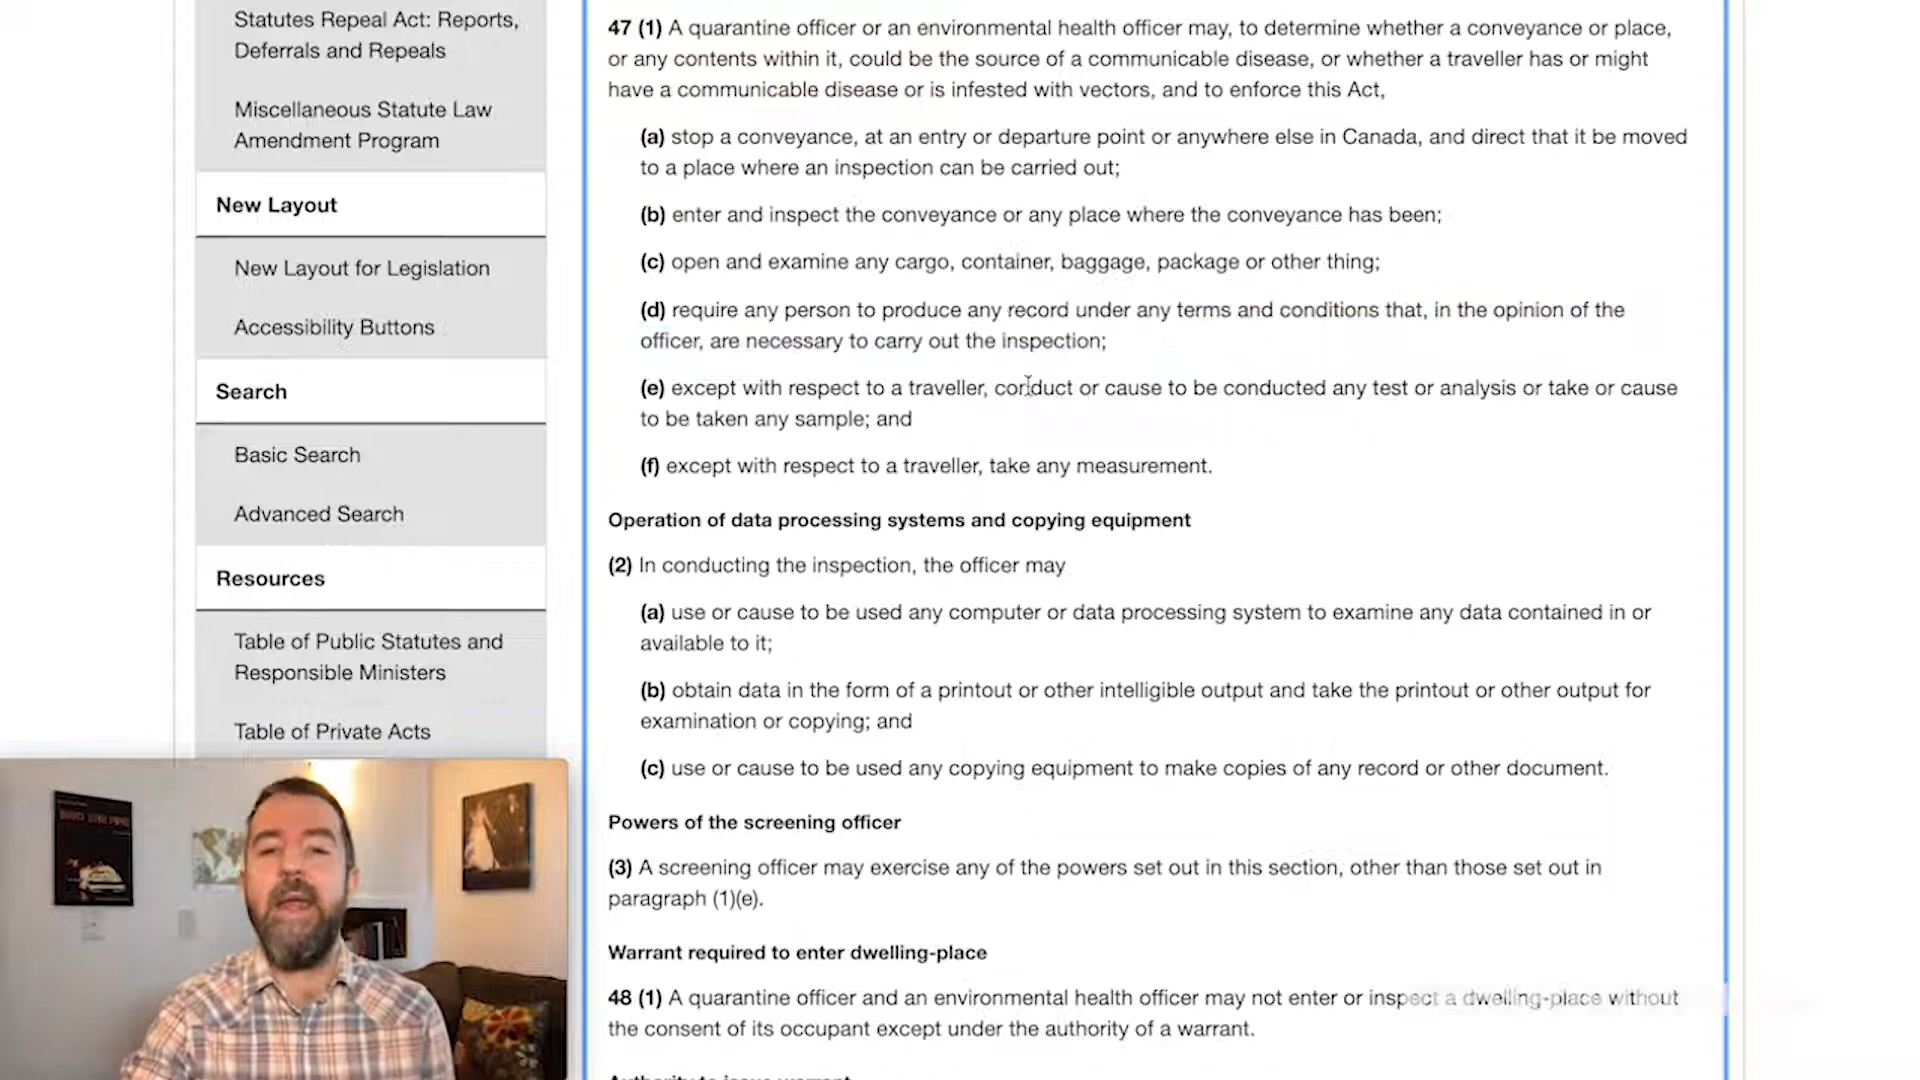 Statutes Repeal Act: Reports,
Deferrals and Repeals
Miscellaneous Statute Law
Amendment Program
New Layout
New Layout for Legislation
Accessibility Buttons
Search
Basic Search
Advanced Search
Resources
Table of Public Statutes and
Responsible Ministers
Table of Private Acts
47 (1) A quarantine officer or an environmental health officer may, to determine whether a conveyance or place,
or any contents within it, could be the source of a communicable disease, or whether a traveller has or might
have a communicable disease or is infested with vectors, and to enforce this Act,
(a) stop a conveyance, at an entry or departure point or anywhere else in Canada, and direct that it be moved
to a place where an inspection can be carried out;
(b) enter and inspect the conveyance or any place where the conveyance has been;
(c) open and examine any cargo, container, baggage, package or other thing;
(d) require any person to produce any record under any terms and conditions that, in the opinion of the
officer, are necessary to carry out the inspection;
(e) except with respect to a traveller, conduct or cause to be conducted any test or analysis or take or cause
to be taken any sample; and
(f) except with respect to a traveller, take any measurement.
Operation of data processing systems and copying equipment
(2) In conducting the inspection, the officer may
(a) use or cause to be used any computer or data processing system to examine any data contained in or
available to it;
(b) obtain data in the form of a printout or other intelligible output and take the printout or other output for
examination or copying; and
(c) use or cause to be used any copying equipment to make copies of any record or other document.
Powers of the screening officer
(3) A screening officer may exercise any of the powers set out in this section, other than those set out in
paragraph (1)(e).
Warrant required to enter dwelling-place
48 (1) A quarantine officer and an environmental health officer may not enter or inspect a dwelling-place without
the consent of its occupant except under the authority of a warrant.
Authority to issue warrant